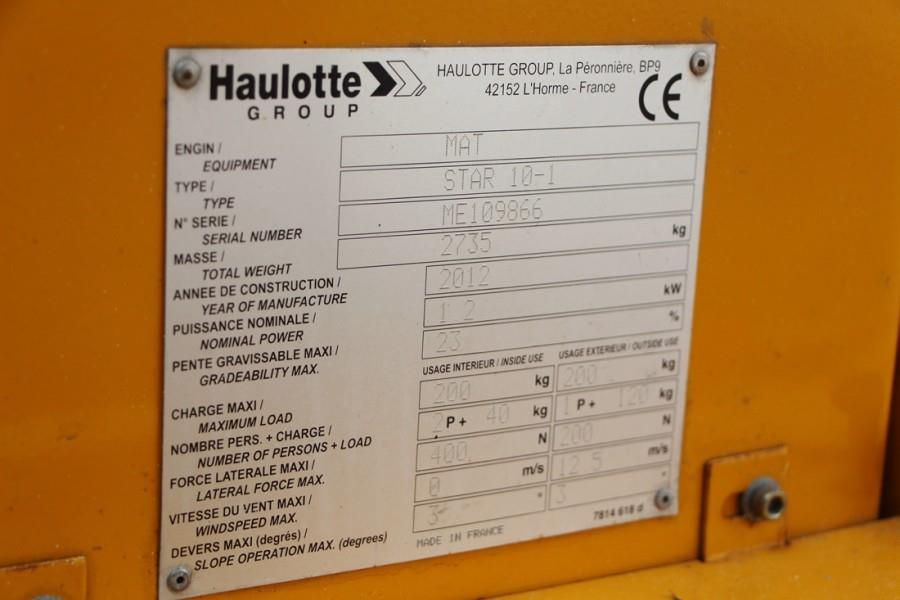 Haulotte
GROUP
HAULOTTE GROUP, La Péronnière, BP9
42152 L'Horme - France
CE
ENGIN /
EQUIPMENT
MAT
TYPE /
TYPE
STAR 10-1
N° SERIE /
SERIAL NUMBER
ME109866
MASSE /
TOTAL WEIGHT
2735 kg
ANNEE DE CONSTRUCTION /
YEAR OF MANUFACTURE
2012
PUISSANCE NOMINALE /
NOMINAL POWER
1 2 kW
PENTE GRAVISSABLE MAXI /
GRADEABILITY MAX.
23 %
USAGE INTERIEUR / INSIDE USE USAGE EXTERIEUR / OUTSIDE USE
CHARGE MAXI /
MAXIMUM LOAD
200 kg 200 kg
NOMBRE PERS. + CHARGE /
NUMBER OF PERSONS + LOAD
2 P + 40 kg 1 P + 120 kg
FORCE LATERALE MAXI /
LATERAL FORCE MAX.
400 N 200 N
VITESSE DU VENT MAXI /
WINDSPEED MAX.
0 m/s 12 5 m/s
DEVERS MAXI (degrés) /
SLOPE OPERATION MAX. (degrees)
3 ° 3 °
MADE IN FRANCE
7814 618 d